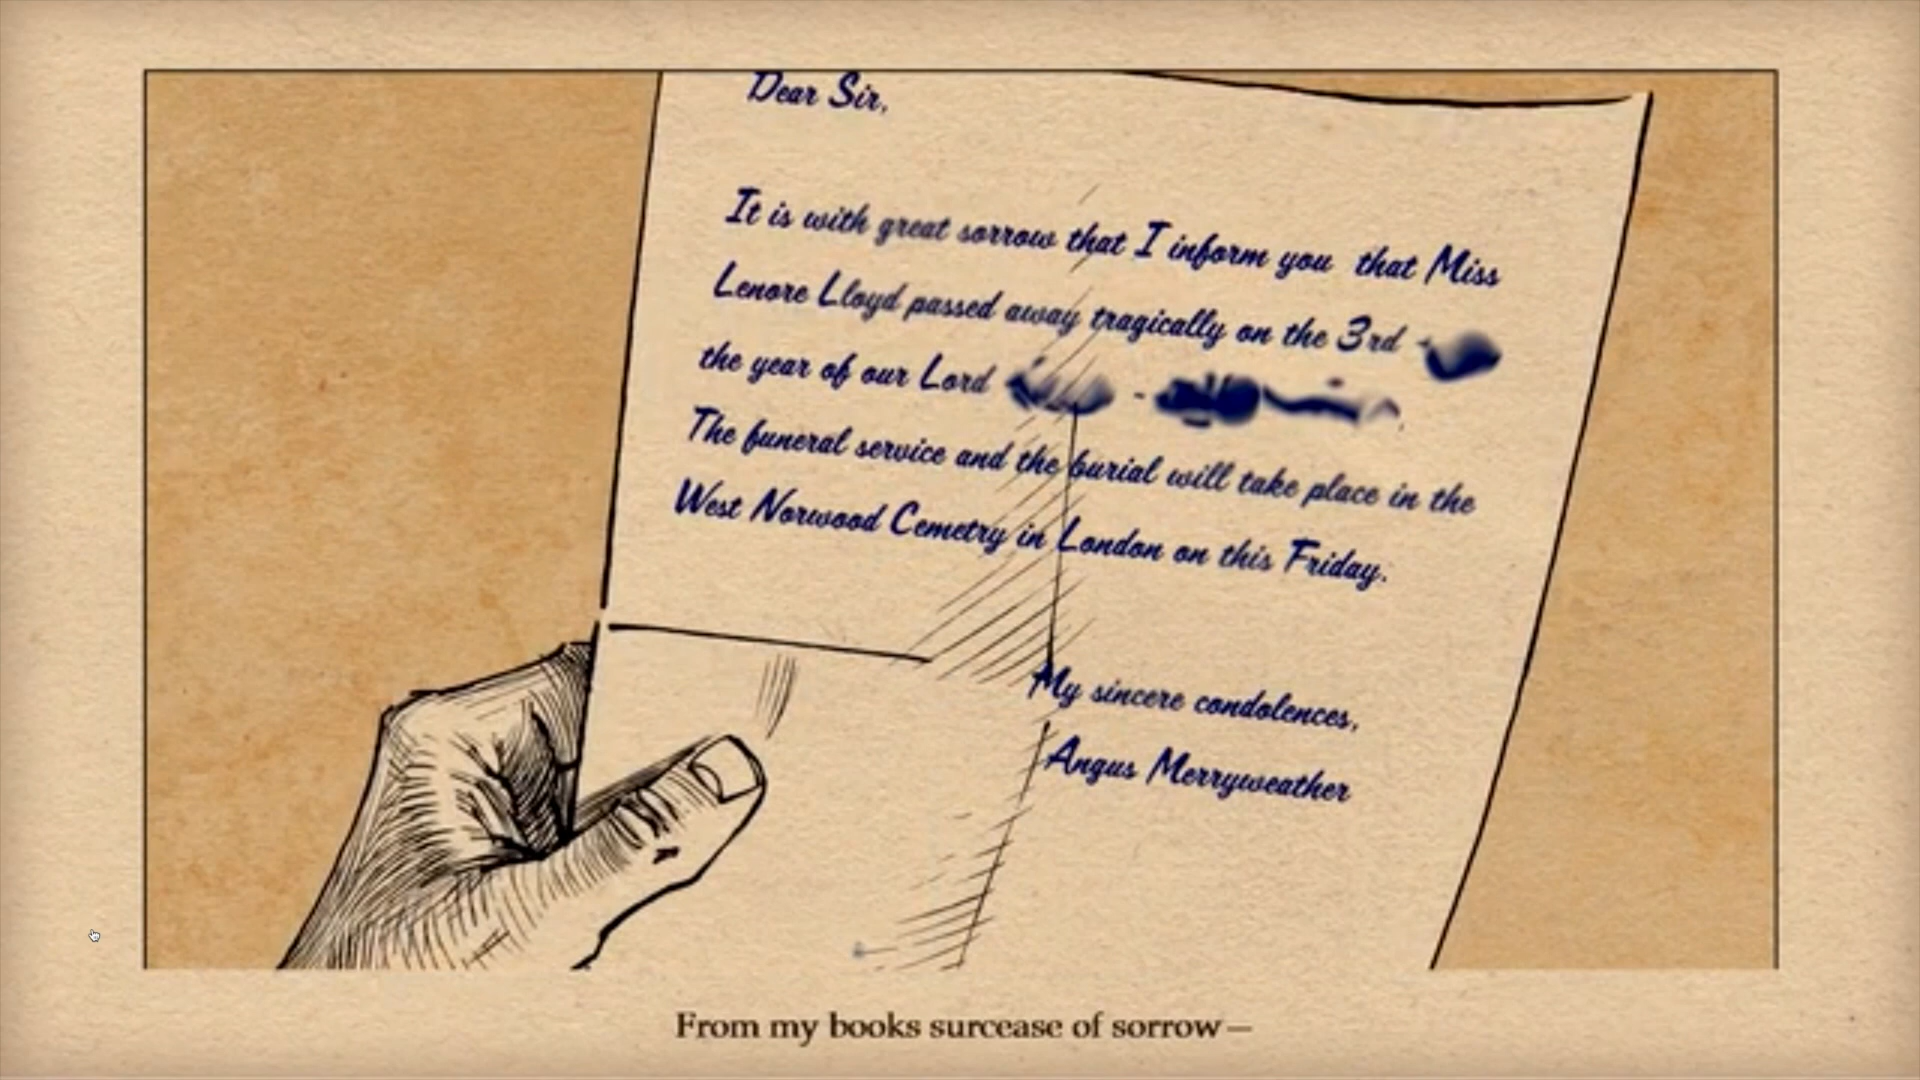 Dear Sir,
It is with great sorrow that I inform you that Miss
Lenore Lloyd passed away tragically on the 3rd
the year of our Lord
The funeral service and the burial will take place in the
West Norwood Cemetry in London on this Friday.
My sincere condolences,
Angus Merryweather
From my books surcease of sorrow—